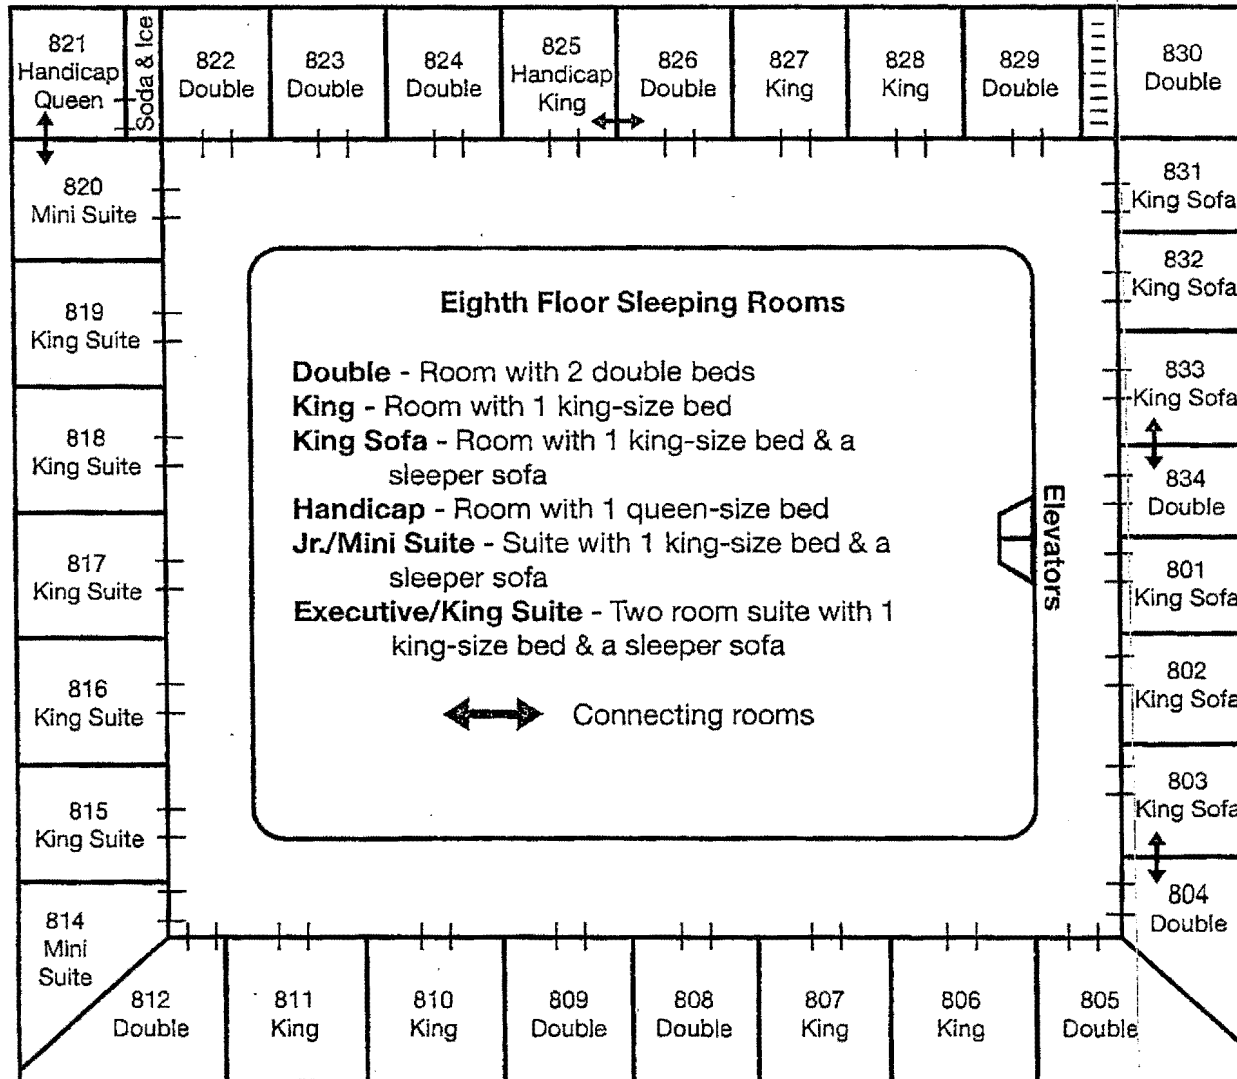 821
Handicap
Queen
Soda & Ice
822
Double
823
Double
824
Double
825
Handicap
King
826
Double
827
King
828
King
829
Double
830
Double
820
Mini Suite
819
King Suite
818
King Suite
817
King Suite
816
King Suite
815
King Suite
814
Mini
Suite
Eighth Floor Sleeping Rooms
Double - Room with 2 double beds
King - Room with 1 king-size bed
King Sofa - Room with 1 king-size bed & a
sleeper sofa
Handicap - Room with 1 queen-size bed
Jr./Mini Suite - Suite with 1 king-size bed & a
sleeper sofa
Executive/King Suite - Two room suite with 1
king-size bed & a sleeper sofa
Connecting rooms
Elevators
831
King Sofa
832
King Sofa
833
King Sofa
834
Double
801
King Sofa
802
King Sofa
803
King Sofa
804
Double
812
Double
811
King
810
King
809
Double
808
Double
807
King
806
King
805
Double